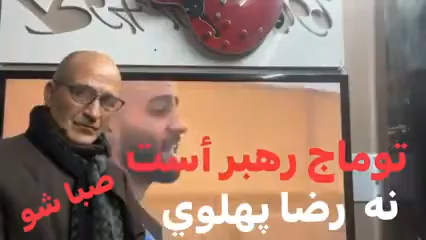 توماج رهبر أست
نه رضا پهلوي
صبا شو